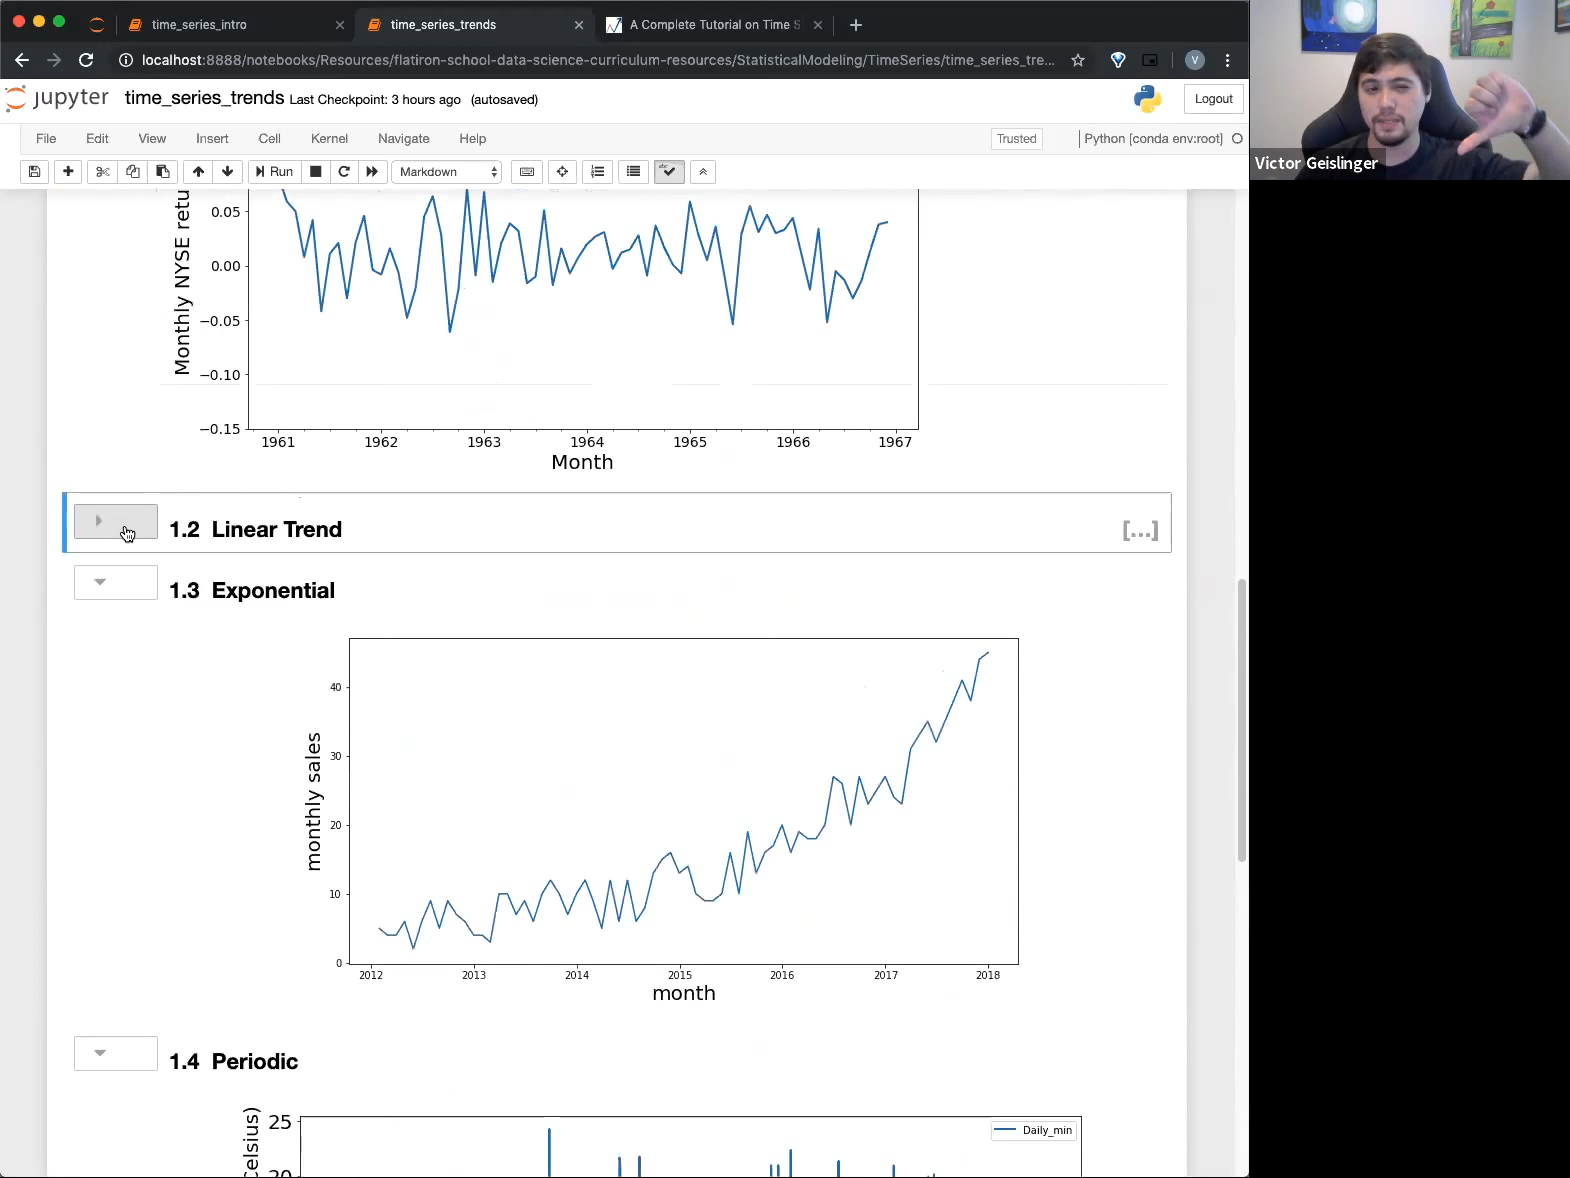 time_series_intro
time_series_trends
A Complete Tutorial on Time S
localhost:8888/notebooks/Resources/flatiron-school-data-science-curriculum-resources/StatisticalModeling/TimeSeries/time_series_tre...
V
jupyter time_series_trends Last Checkpoint: 3 hours ago (autosaved)
Logout
Victor Geislinger
File Edit View Insert Cell Kernel Navigate Help
Trusted
Python [conda env:root]
Run
Markdown
Monthly NYSE retu
0.05
0.00
−0.05
−0.10
−0.15
1961 1962 1963 1964 1965 1966 1967
Month
1.2 Linear Trend
[...]
1.3 Exponential
monthly sales
40
30
20
10
0
2012 2013 2014 2015 2016 2017 2018
month
1.4 Periodic
elsius)
25
Daily_min
20